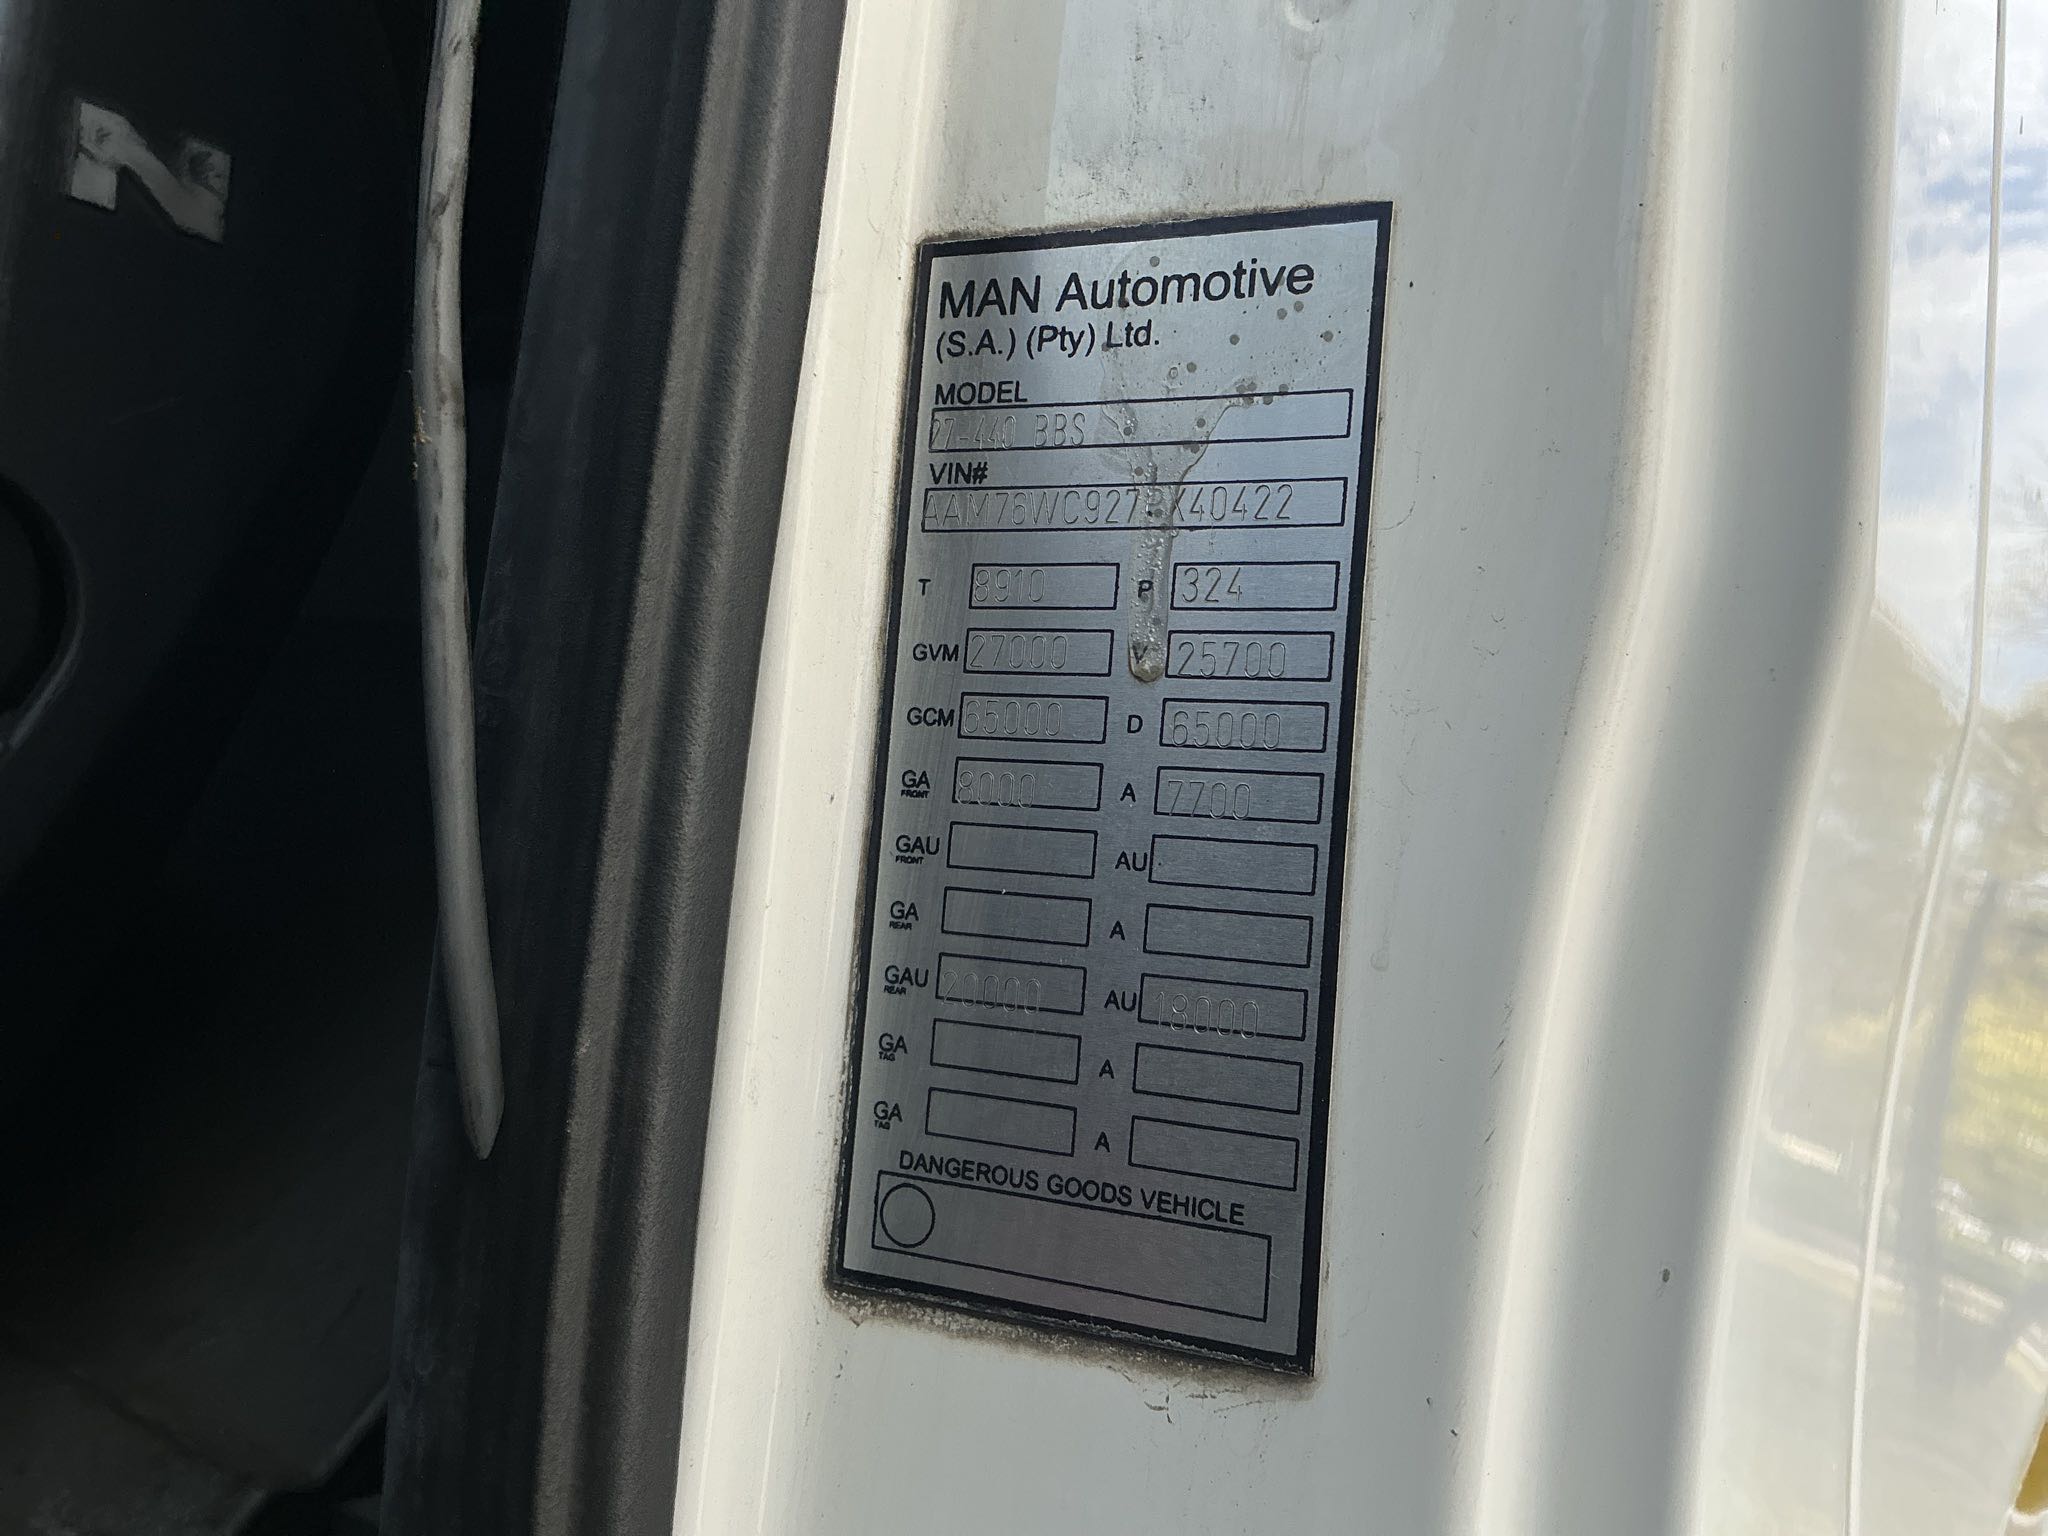 MAN Automotive
(S.A.) (Pty) Ltd.
MODEL
27-440 BBS
VIN#
T 8910 P 324
GVM 27000 V 25700
GCM 65000 D 65000
GA FRONT 8000 A 7700
GAU FRONT AU
GA REAR A
GAU REAR 20000 AU 18000
GA TAG A
GA TAG A
DANGEROUS GOODS VEHICLE